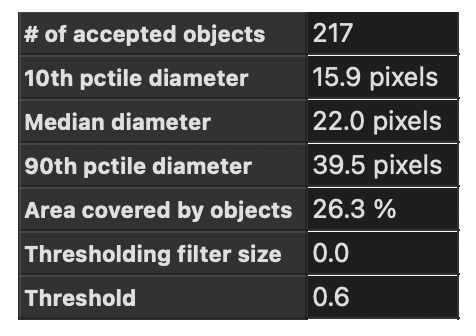 # of accepted objects 217
10th pctile diameter 15.9 pixels
Median diameter 22.0 pixels
90th pctile diameter 39.5 pixels
Area covered by objects 26.3 %
Thresholding filter size 0.0
Threshold 0.6